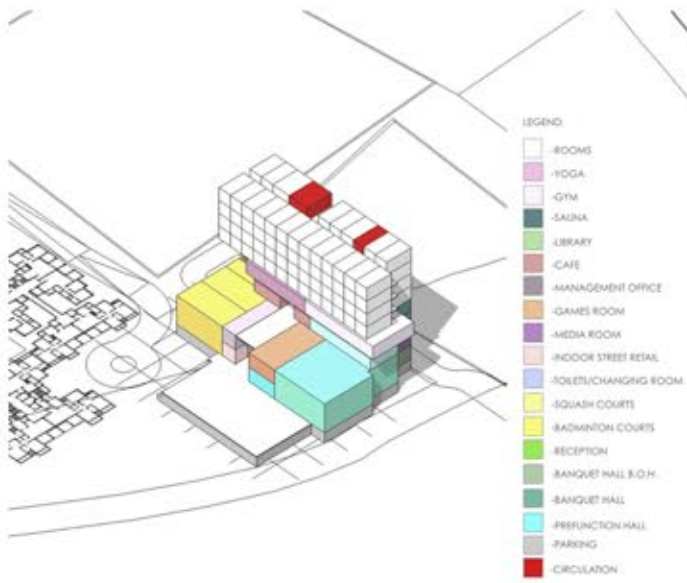 LEGEND:
-ROOMS
-YOGA
-GYM
-SAUNA
-LIBRARY
-CAFE
-MANAGEMENT OFFICE
-GAMES ROOM
-MEDIA ROOM
-INDOOR STREET RETAIL
-TOILETS/CHANGING ROOM
-SQUASH COURTS
-BADMINTON COURTS
-RECEPTION
-BANQUET HALL B.O.H.
-BANQUET HALL
-PREFUNCTION HALL
-PARKING
-CIRCULATION